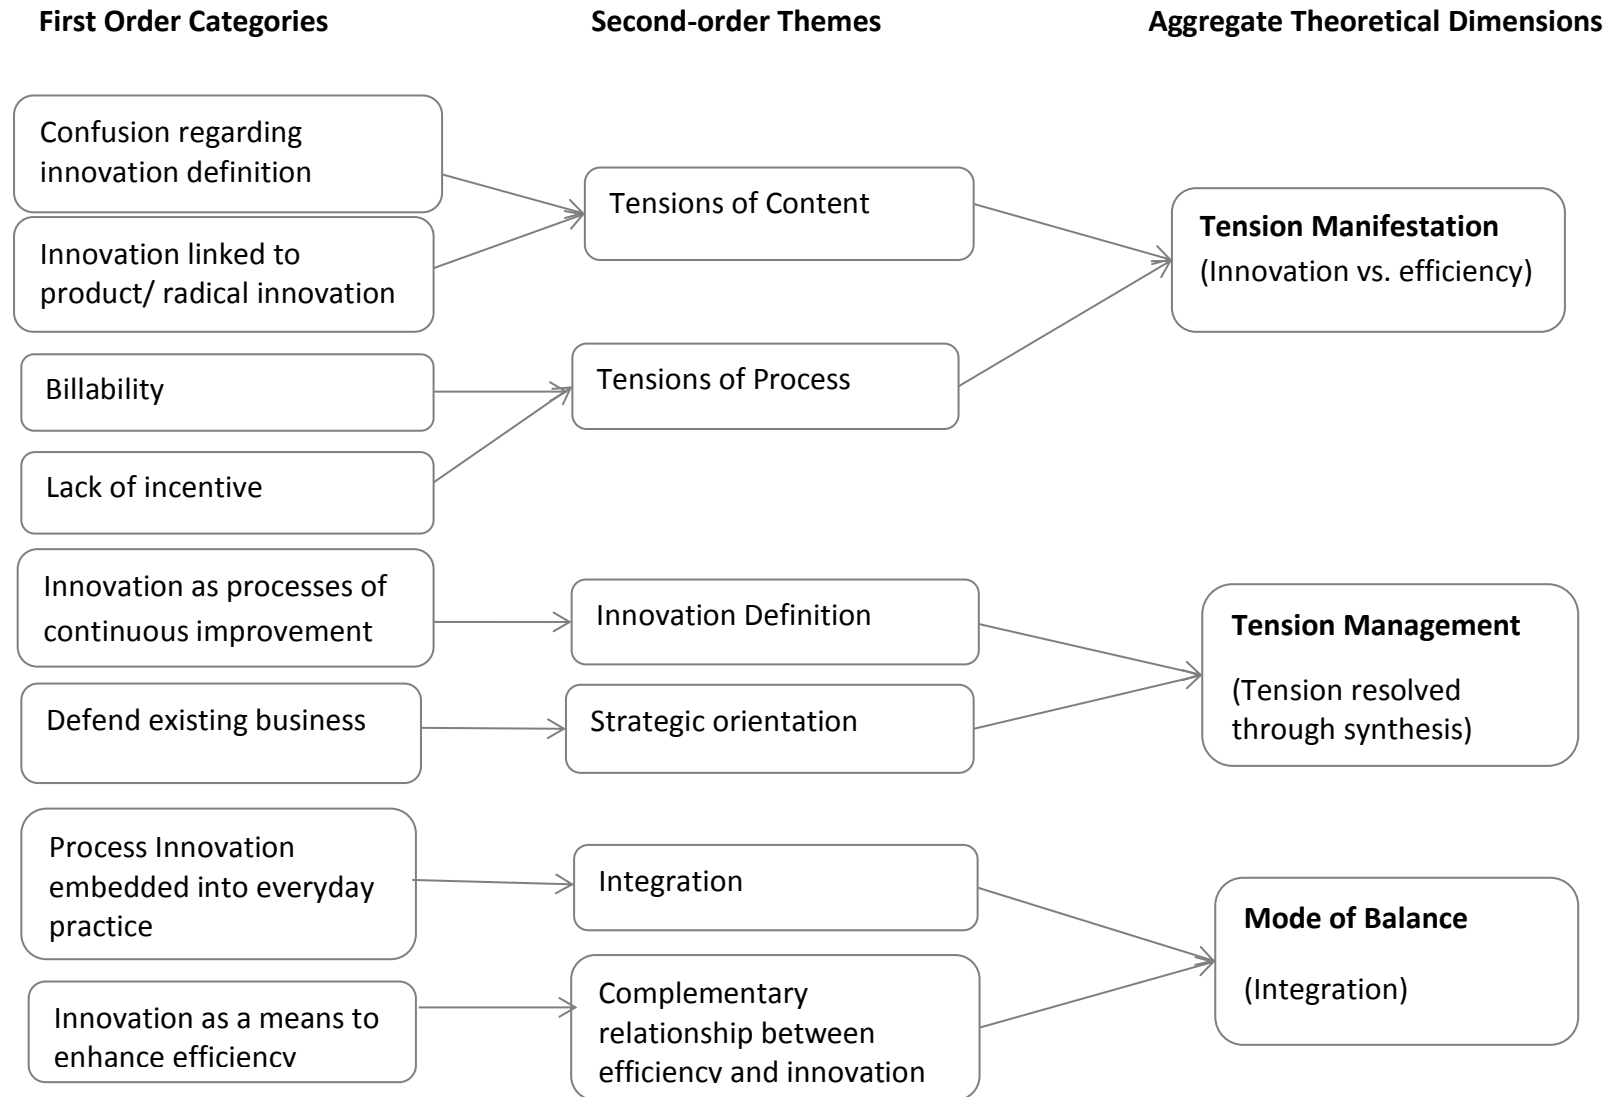 First Order Categories
Second-order Themes
Aggregate Theoretical Dimensions
Confusion regarding
innovation definition
Innovation linked to
product/ radical innovation
Billability
Lack of incentive
Innovation as processes of
continuous improvement
Defend existing business
Process Innovation
embedded into everyday
practice
Innovation as a means to
enhance efficiency
Tensions of Content
Tensions of Process
Innovation Definition
Strategic orientation
Integration
Complementary
relationship between
efficiency and innovation
Tension Manifestation
(Innovation vs. efficiency)
Tension Management
(Tension resolved
through synthesis)
Mode of Balance
(Integration)